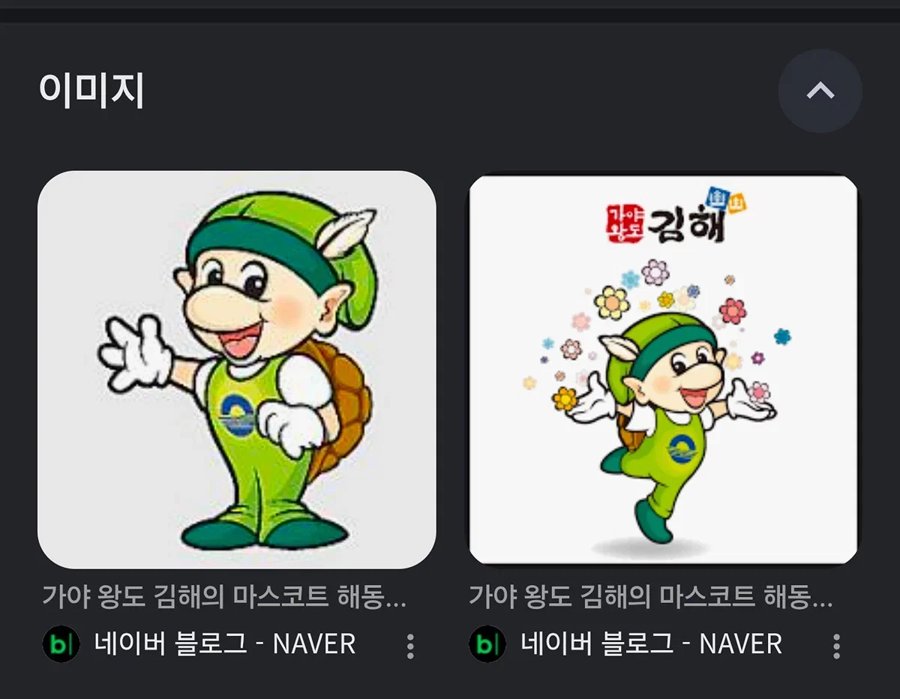 이미지
가야
왕도 김해
가야 왕도 김해의 마스코트 해동...
네이버 블로그 - NAVER
가야 왕도 김해의 마스코트 해동...
네이버 블로그 - NAVER